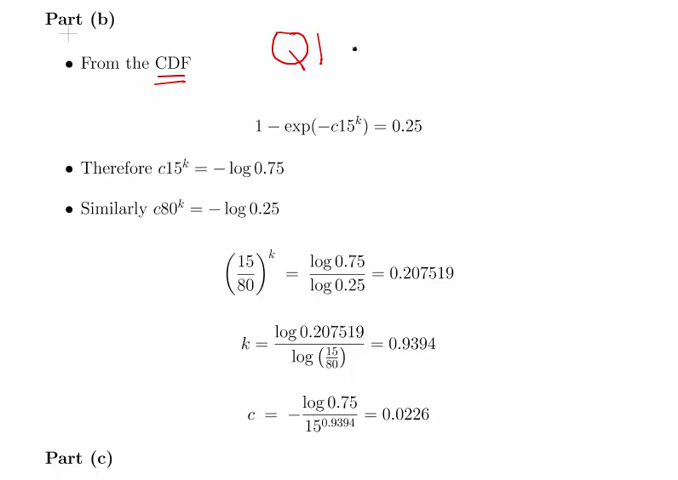 Part (b)
Q1 .
• From the CDF
1 − exp(−c15^k) = 0.25
• Therefore c15^k = − log 0.75
• Similarly c80^k = − log 0.25
(15/80)^k = log 0.75 / log 0.25 = 0.207519
k = log 0.207519 / log (15/80) = 0.9394
c = − log 0.75 / 15^0.9394 = 0.0226
Part (c)